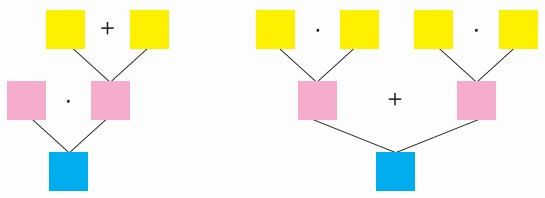 + · ·
· +